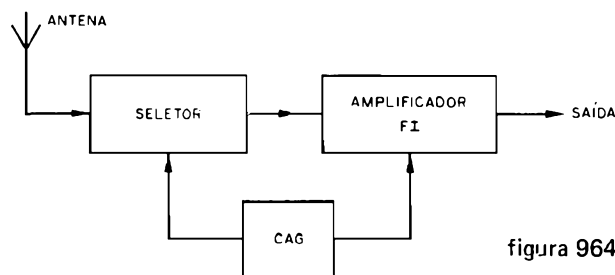 ANTENA
SELETOR
AMPLIFICADOR
FI
SAÍDA
CAG
figura 964